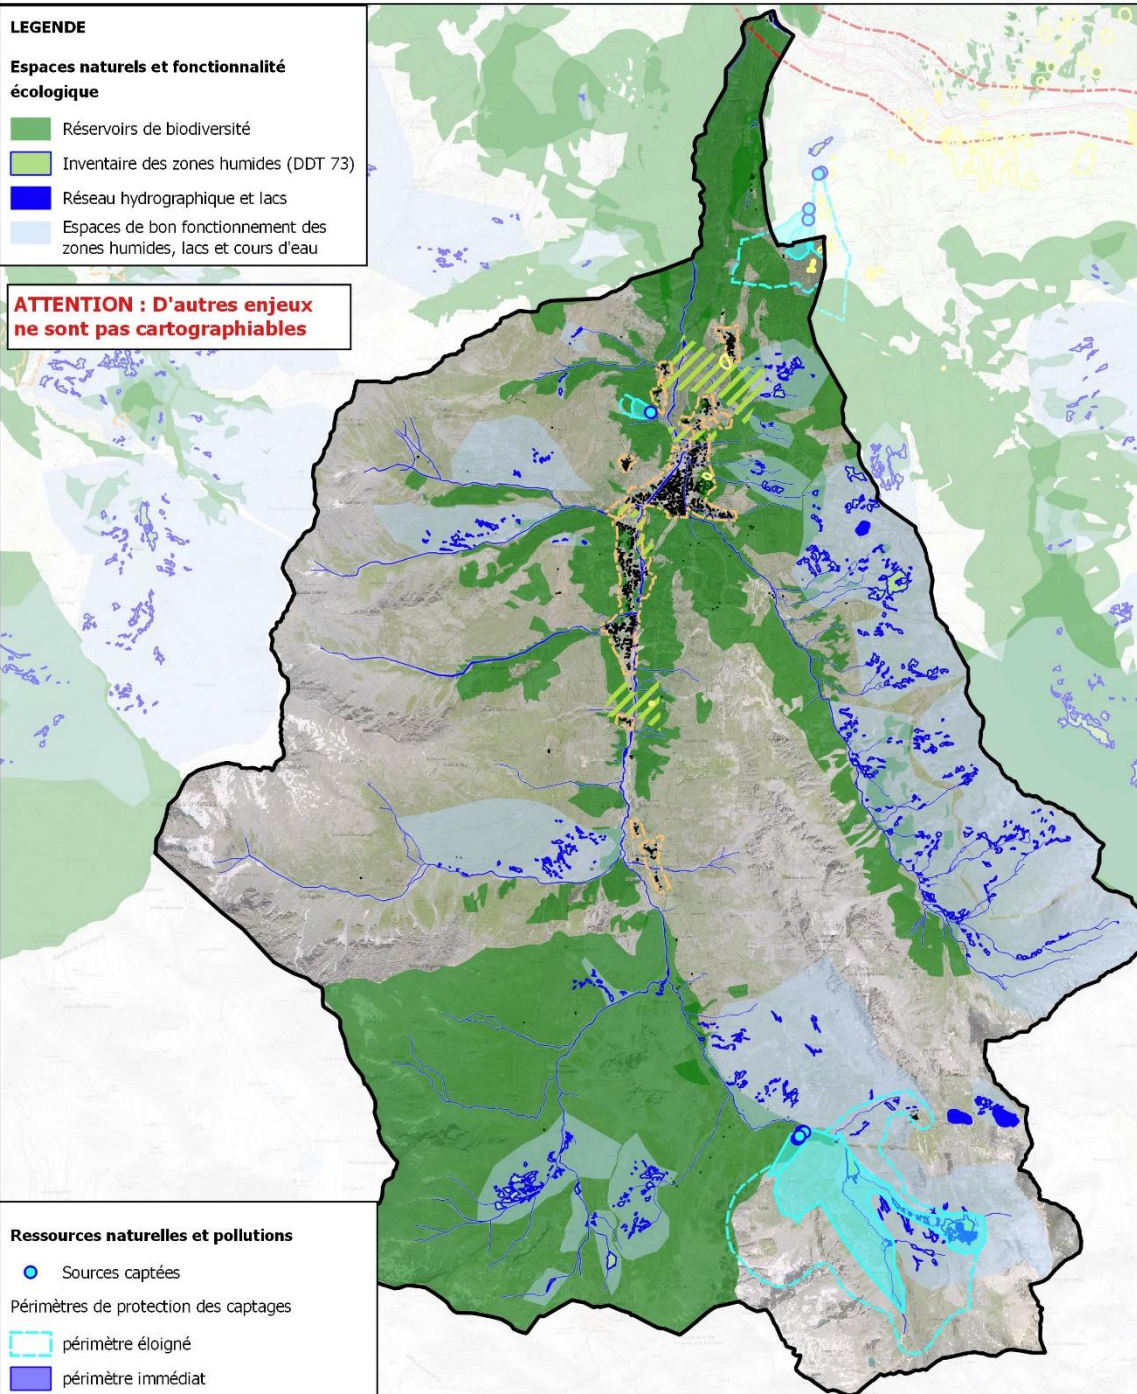 LEGENDE
Espaces naturels et fonctionnalité
écologique
Réservoirs de biodiversité
Inventaire des zones humides (DDT 73)
Réseau hydrographique et lacs
Espaces de bon fonctionnement des
zones humides, lacs et cours d'eau
ATTENTION : D'autres enjeux
ne sont pas cartographiables
Ressources naturelles et pollutions
Sources captées
Périmètres de protection des captages
périmètre éloigné
périmètre immédiat